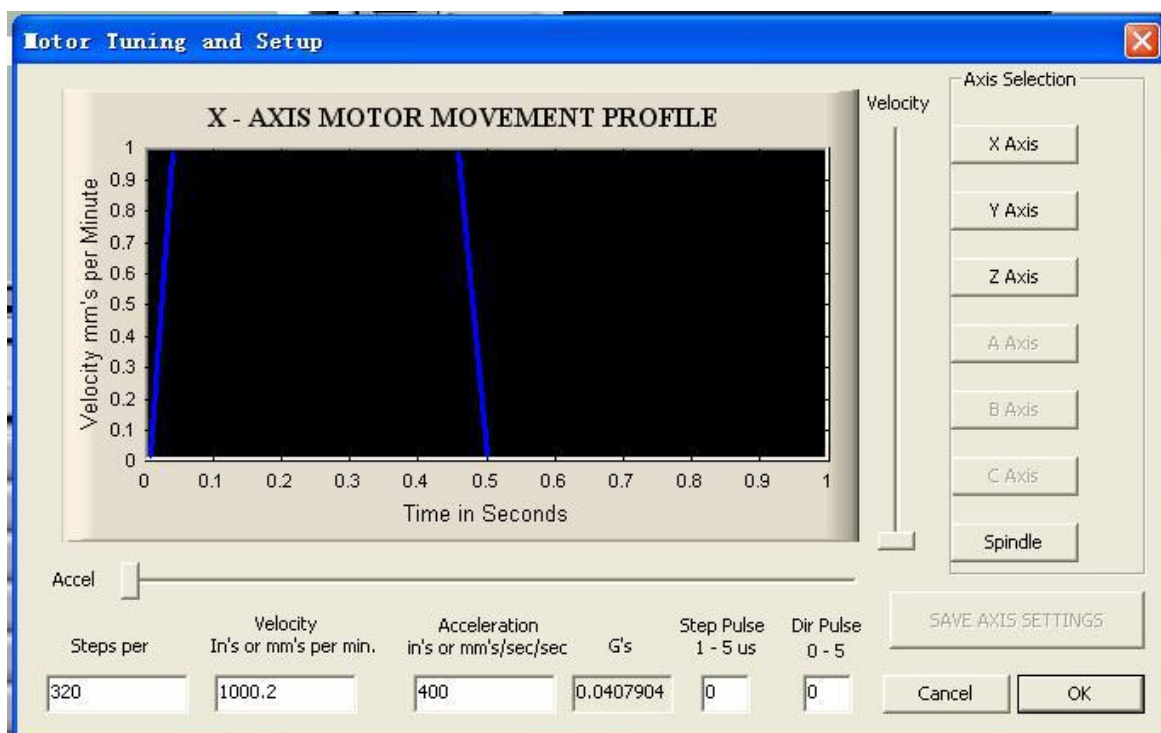 Motor Tuning and Setup
X - AXIS MOTOR MOVEMENT PROFILE
Velocity mm's per Minute
1
0.9
0.8
0.7
0.6
0.5
0.4
0.3
0.2
0.1
0
0 0.1 0.2 0.3 0.4 0.5 0.6 0.7 0.8 0.9 1
Time in Seconds
Velocity
Axis Selection
X Axis
Y Axis
Z Axis
A Axis
B Axis
C Axis
Spindle
Accel
Steps per
320
Velocity
In's or mm's per min.
1000.2
Acceleration
in's or mm's/sec/sec
400
G's
0.0407904
Step Pulse
1 - 5 us
0
Dir Pulse
0 - 5
0
SAVE AXIS SETTINGS
Cancel
OK